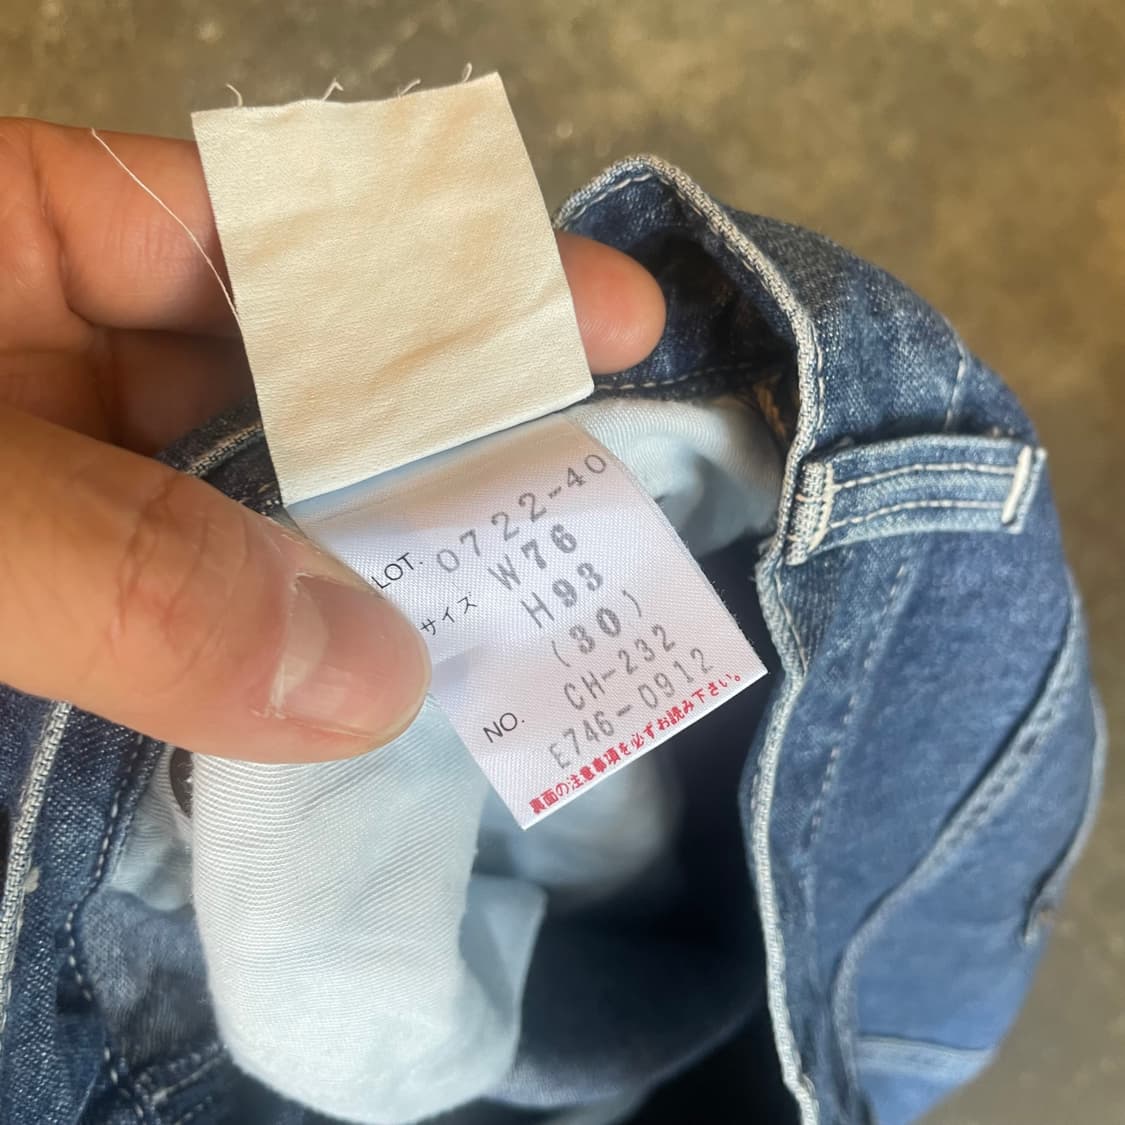 LOT. 0722-40
サイズ W76
H93
(30)
CH-232
NO. E746-0912
裏面の注意事項を必ずお読み下さい。